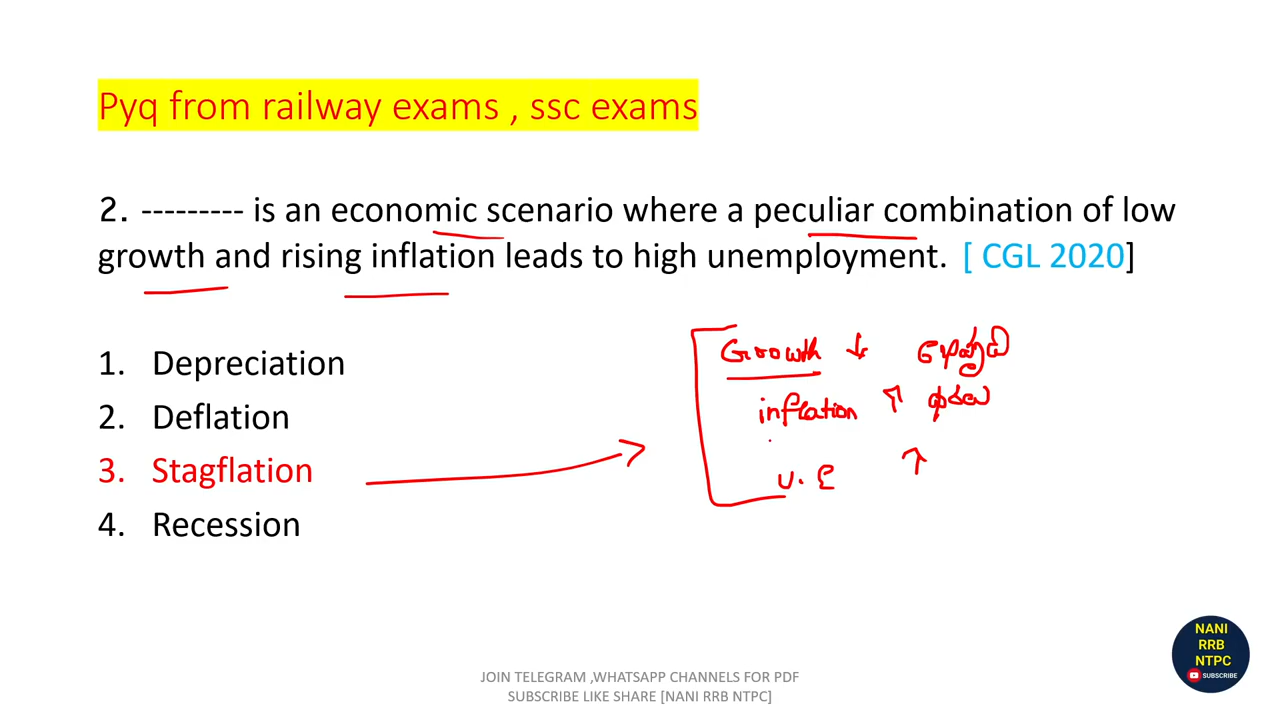 Pyq from railway exams , ssc exams
2. --------- is an economic scenario where a peculiar combination of low
growth and rising inflation leads to high unemployment. [ CGL 2020]
1. Depreciation
2. Deflation
3. Stagflation
4. Recession
Growth ↓
inflation ↑
U.E ↑
NANI
RRB
NTPC
SUBSCRIBE
JOIN TELEGRAM ,WHATSAPP CHANNELS FOR PDF
SUBSCRIBE LIKE SHARE [NANI RRB NTPC]